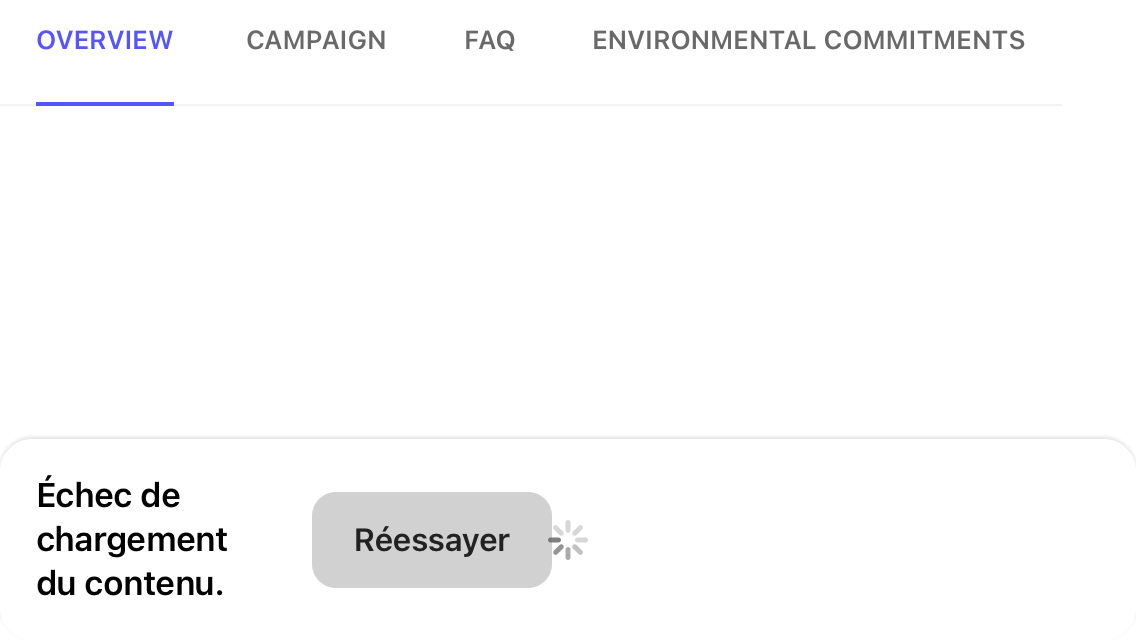 OVERVIEW CAMPAIGN FAQ ENVIRONMENTAL COMMITMENTS
Échec de
chargement
du contenu.
Réessayer